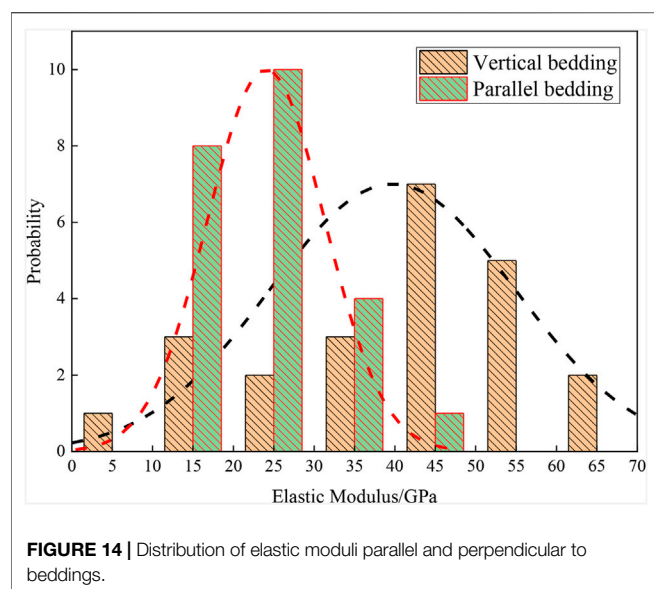 Vertical bedding
Parallel bedding
Probability
10
8
6
4
2
0
0 5 10 15 20 25 30 35 40 45 50 55 60 65 70
Elastic Modulus/GPa
FIGURE 14 | Distribution of elastic moduli parallel and perpendicular to
beddings.